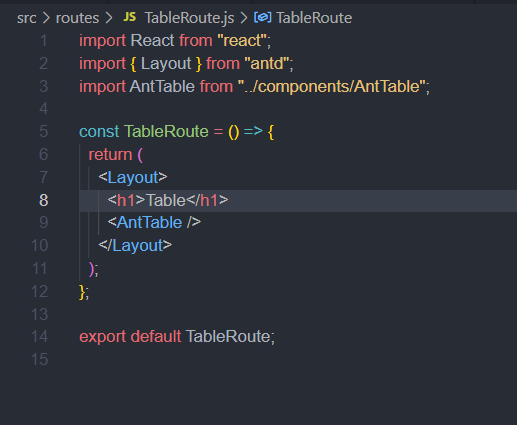 src > routes > JS TableRoute.js > TableRoute
1 import React from "react";
2 import { Layout } from "antd";
3 import AntTable from "../components/AntTable";
4
5 const TableRoute = () => {
6 return (
7 <Layout>
8 <h1>Table</h1>
9 <AntTable />
10 </Layout>
11 );
12 };
13
14 export default TableRoute;
15